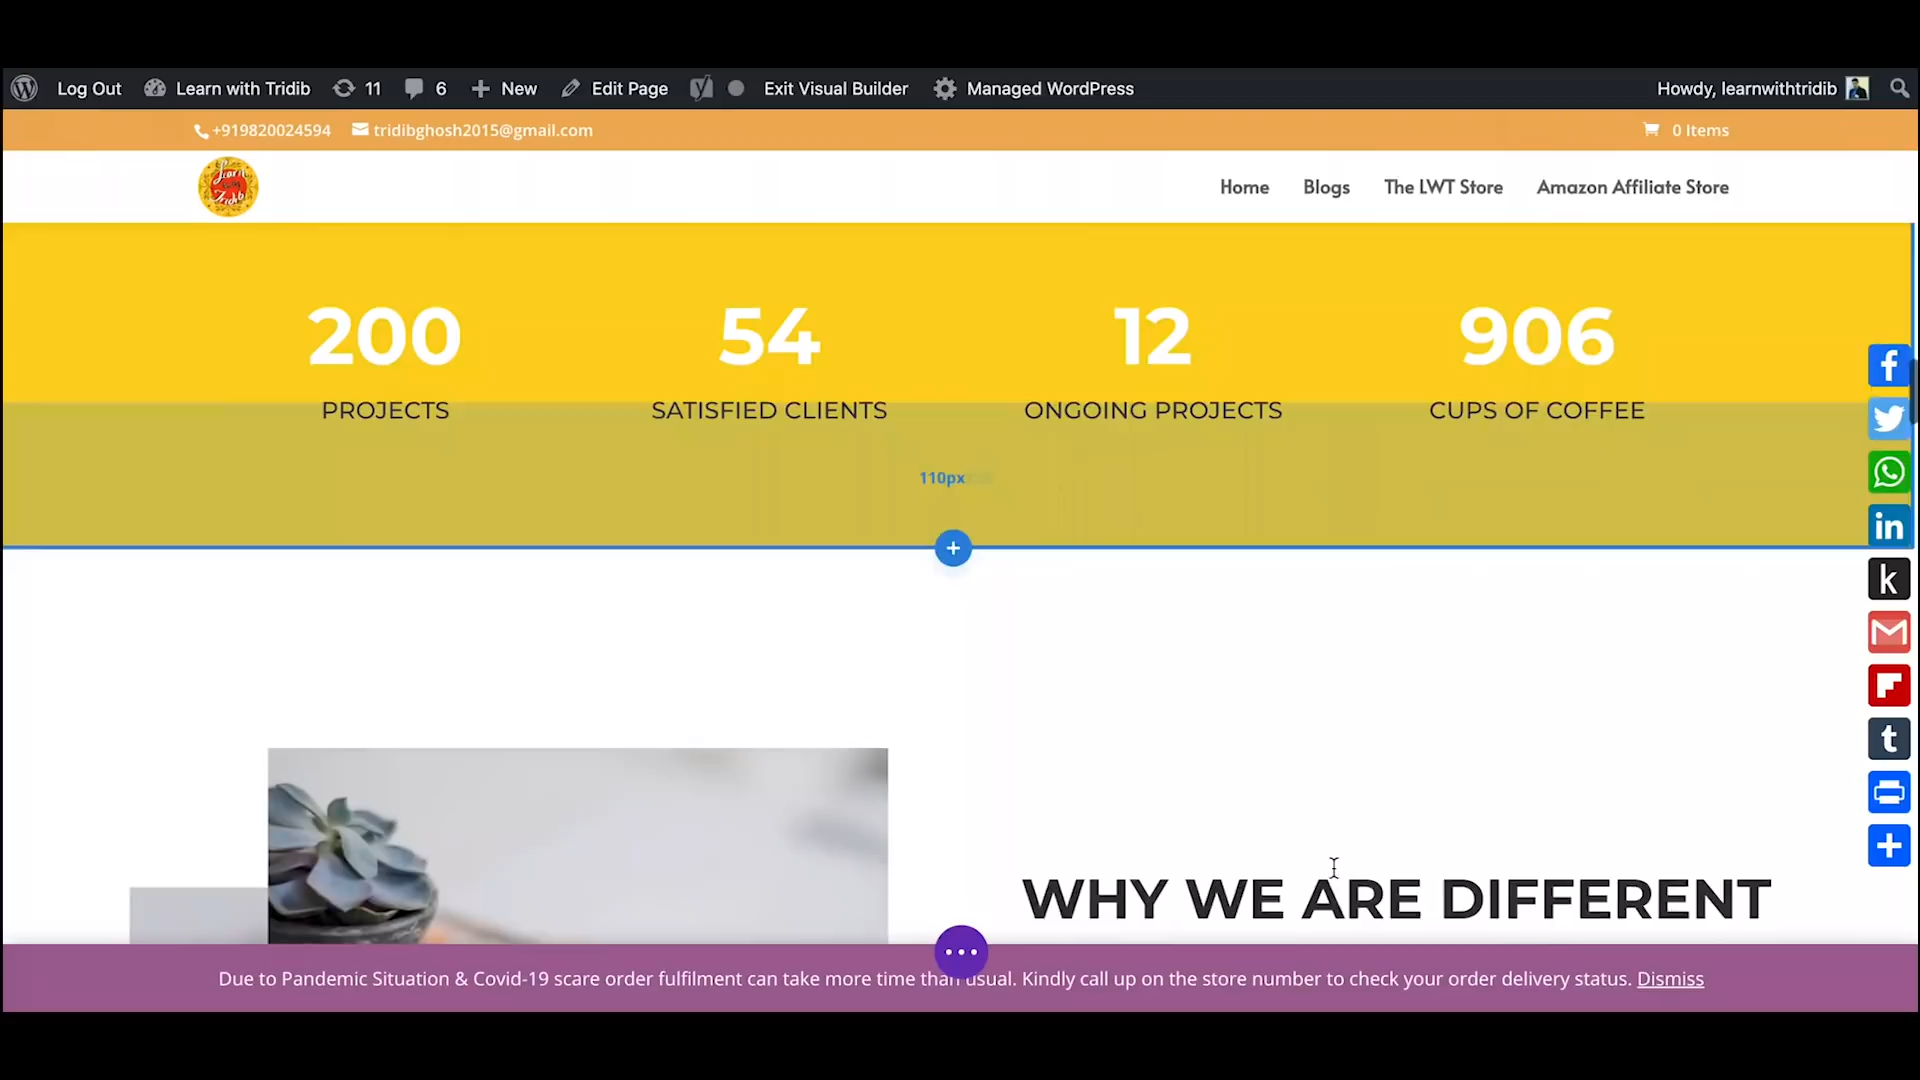 Log Out Learn with Tridib 11 6 New Edit Page Exit Visual Builder Managed WordPress Howdy, learnwithtridib
+919820024594 tridibghosh2015@gmail.com 0 Items
Learn With Tridib
Home Blogs The LWT Store Amazon Affiliate Store
200 54 12 906
PROJECTS SATISFIED CLIENTS ONGOING PROJECTS CUPS OF COFFEE
110px
WHY WE ARE DIFFERENT
Due to Pandemic Situation & Covid-19 scare order fulfilment can take more time than usual. Kindly call up on the store number to check your order delivery status. Dismiss